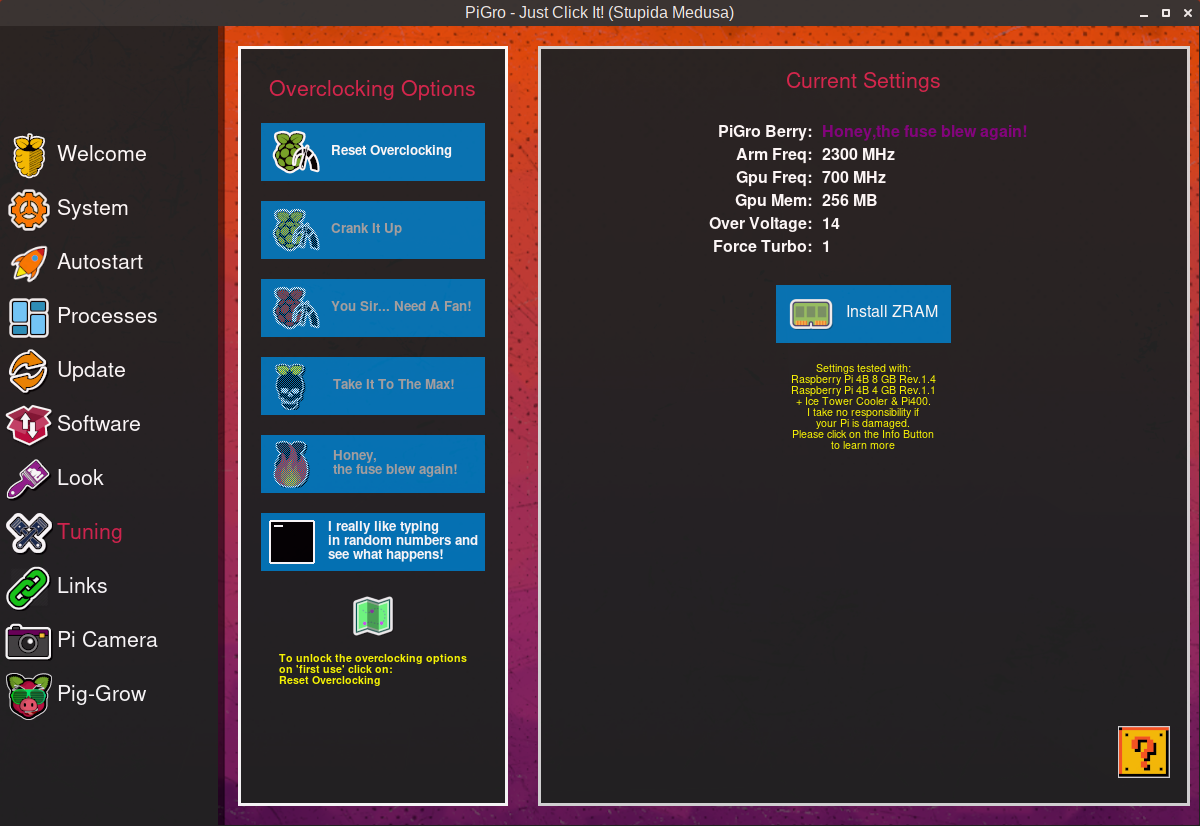 PiGro - Just Click It! (Stupida Medusa)
Welcome
System
Autostart
Processes
Update
Software
Look
Tuning
Links
Pi Camera
Pig-Grow
Overclocking Options
Reset Overclocking
Crank It Up
You Sir... Need A Fan!
Take It To The Max!
Honey,
the fuse blew again!
I really like typing
in random numbers and
see what happens!
To unlock the overclocking options
on 'first use' click on:
Reset Overclocking
Current Settings
PiGro Berry: Honey,the fuse blew again!
Arm Freq: 2300 MHz
Gpu Freq: 700 MHz
Gpu Mem: 256 MB
Over Voltage: 14
Force Turbo: 1
Install ZRAM
Settings tested with:
Raspberry Pi 4B 8 GB Rev.1.4
Raspberry Pi 4B 4 GB Rev.1.1
+ Ice Tower Cooler & Pi400.
I take no responsibility if
your Pi is damaged.
Please click on the Info Button
to learn more
?